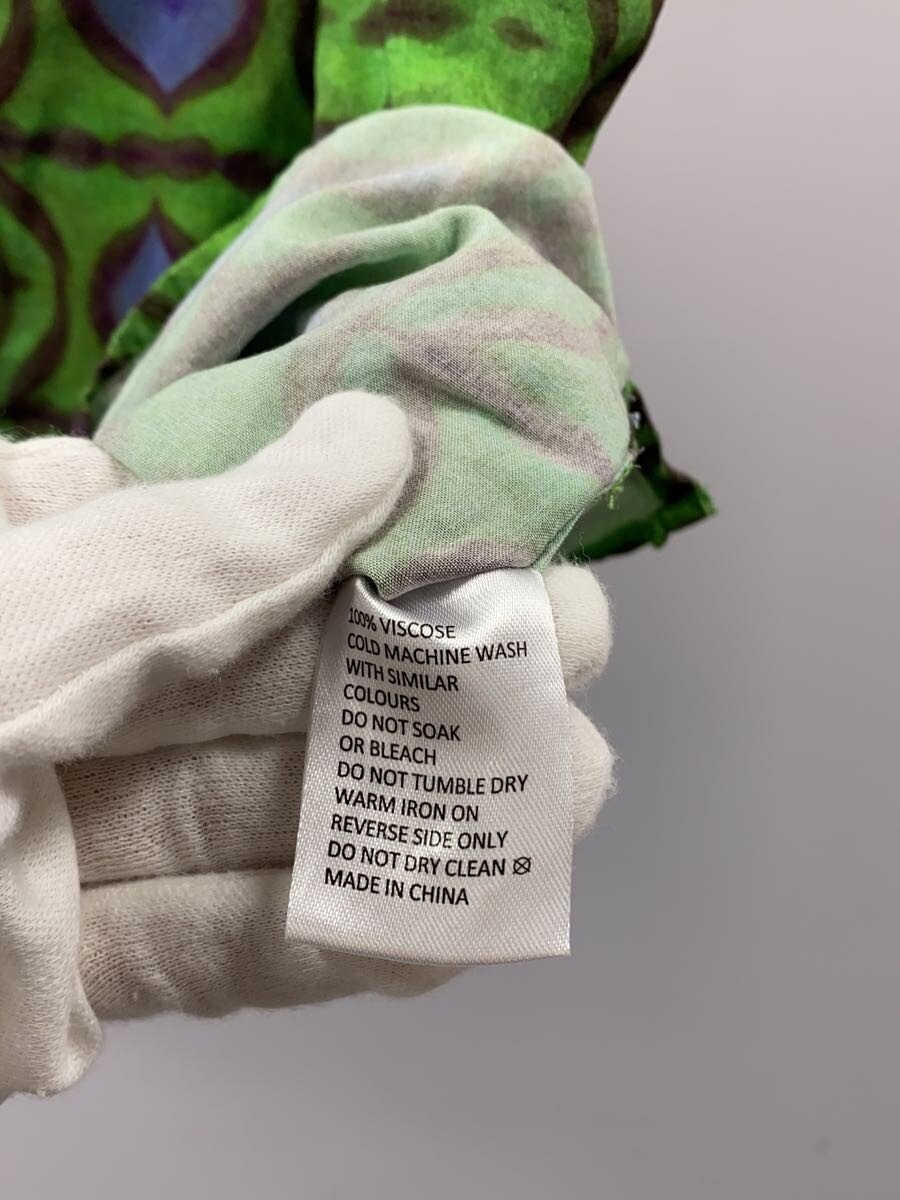 100% VISCOSE
COLD MACHINE WASH
WITH SIMILAR
COLOURS
DO NOT SOAK
OR BLEACH
DO NOT TUMBLE DRY
WARM IRON ON
REVERSE SIDE ONLY
DO NOT DRY CLEAN
MADE IN CHINA